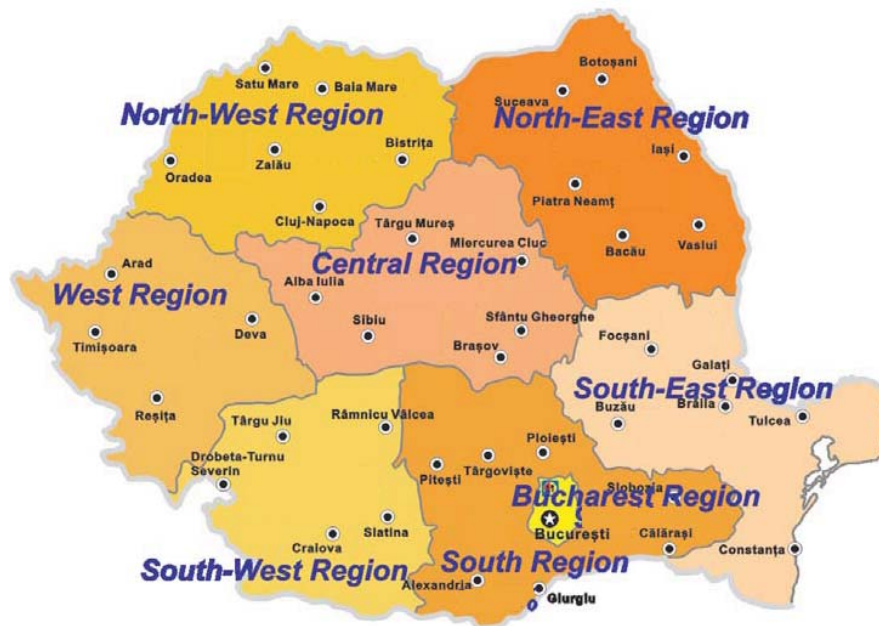 Botoșani
Satu Mare
Baia Mare
Suceava
North-West Region
North-East Region
Bistrița
Iași
Zalău
Oradea
Piatra Neamț
Cluj-Napoca
Târgu Mureș
Vaslui
Miercurea Ciuc
Bacău
Central Region
Arad
Alba Iulia
West Region
Sfântu Gheorghe
Deva
Sibiu
Focșani
Timișoara
Brașov
Galați
South-East Region
Reșița
Buzău
Brăila
Târgu Jiu
Râmnicu Vâlcea
Tulcea
Ploiești
Drobeta-Turnu
Severin
Pitești
Târgoviște
Slobozia
Bucharest Region
Slatina
București
Craiova
Călărași
Constanța
South-West Region
South Region
Alexandria
Giurgiu